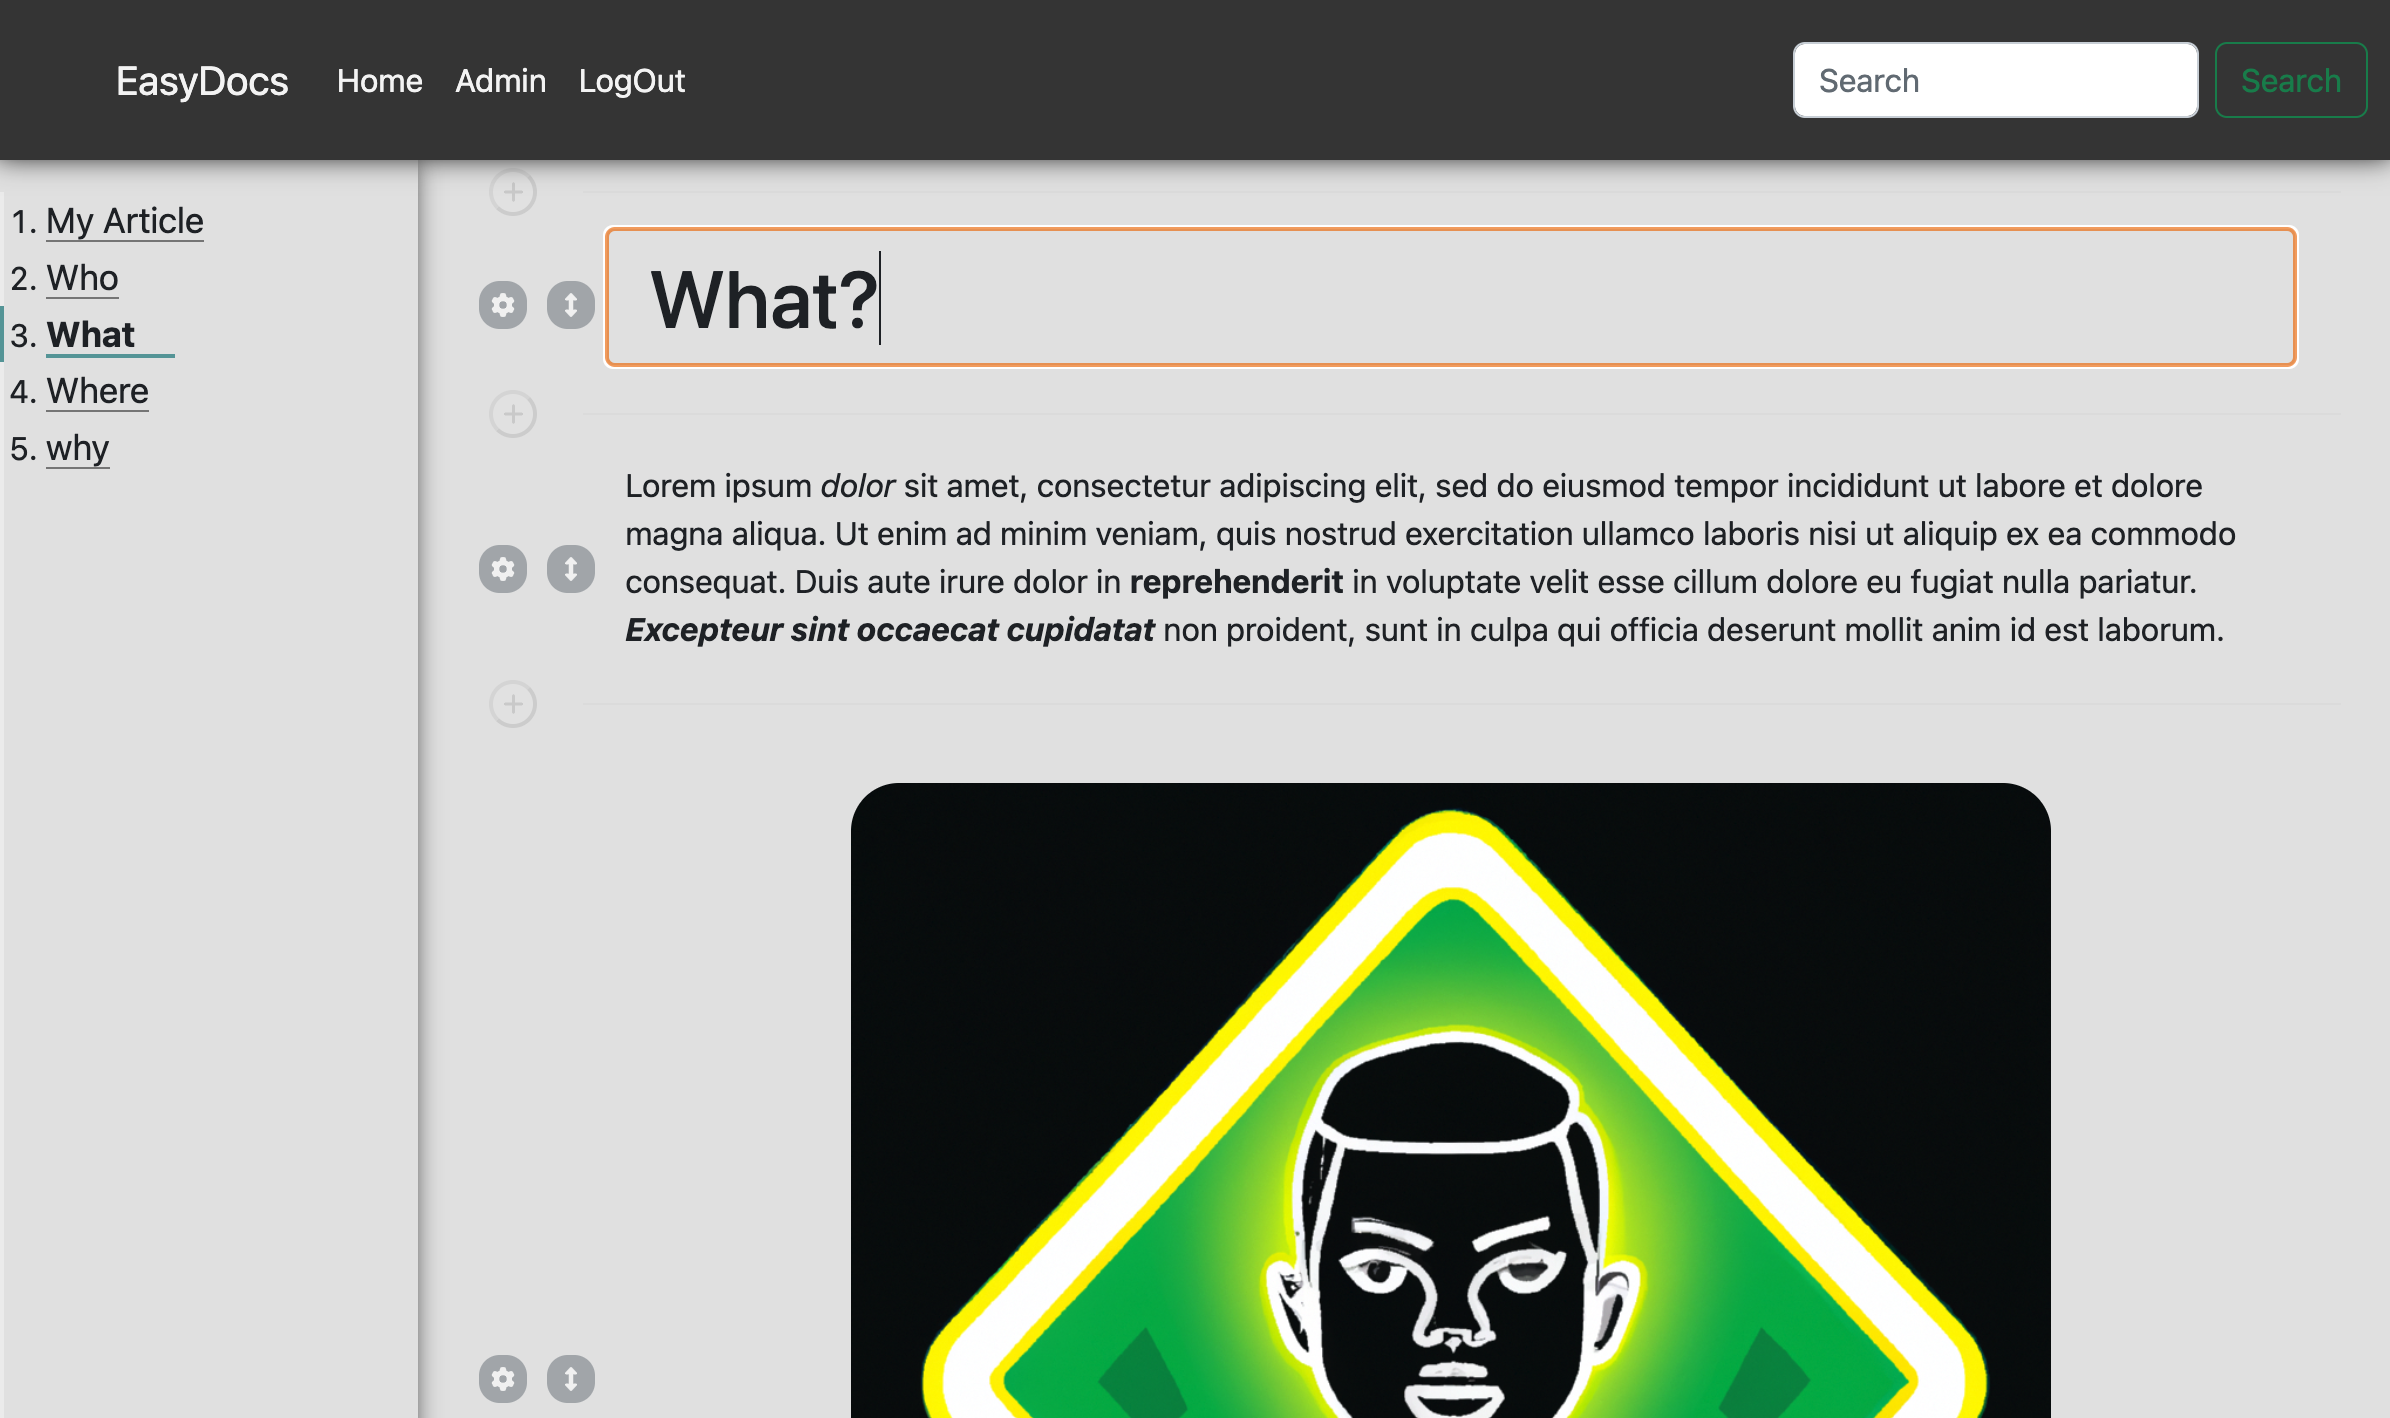 EasyDocs Home Admin LogOut Search Search
1. My Article
2. Who
3. What
4. Where
5. why
What?
Lorem ipsum dolor sit amet, consectetur adipiscing elit, sed do eiusmod tempor incididunt ut labore et dolore
magna aliqua. Ut enim ad minim veniam, quis nostrud exercitation ullamco laboris nisi ut aliquip ex ea commodo
consequat. Duis aute irure dolor in reprehenderit in voluptate velit esse cillum dolore eu fugiat nulla pariatur.
Excepteur sint occaecat cupidatat non proident, sunt in culpa qui officia deserunt mollit anim id est laborum.